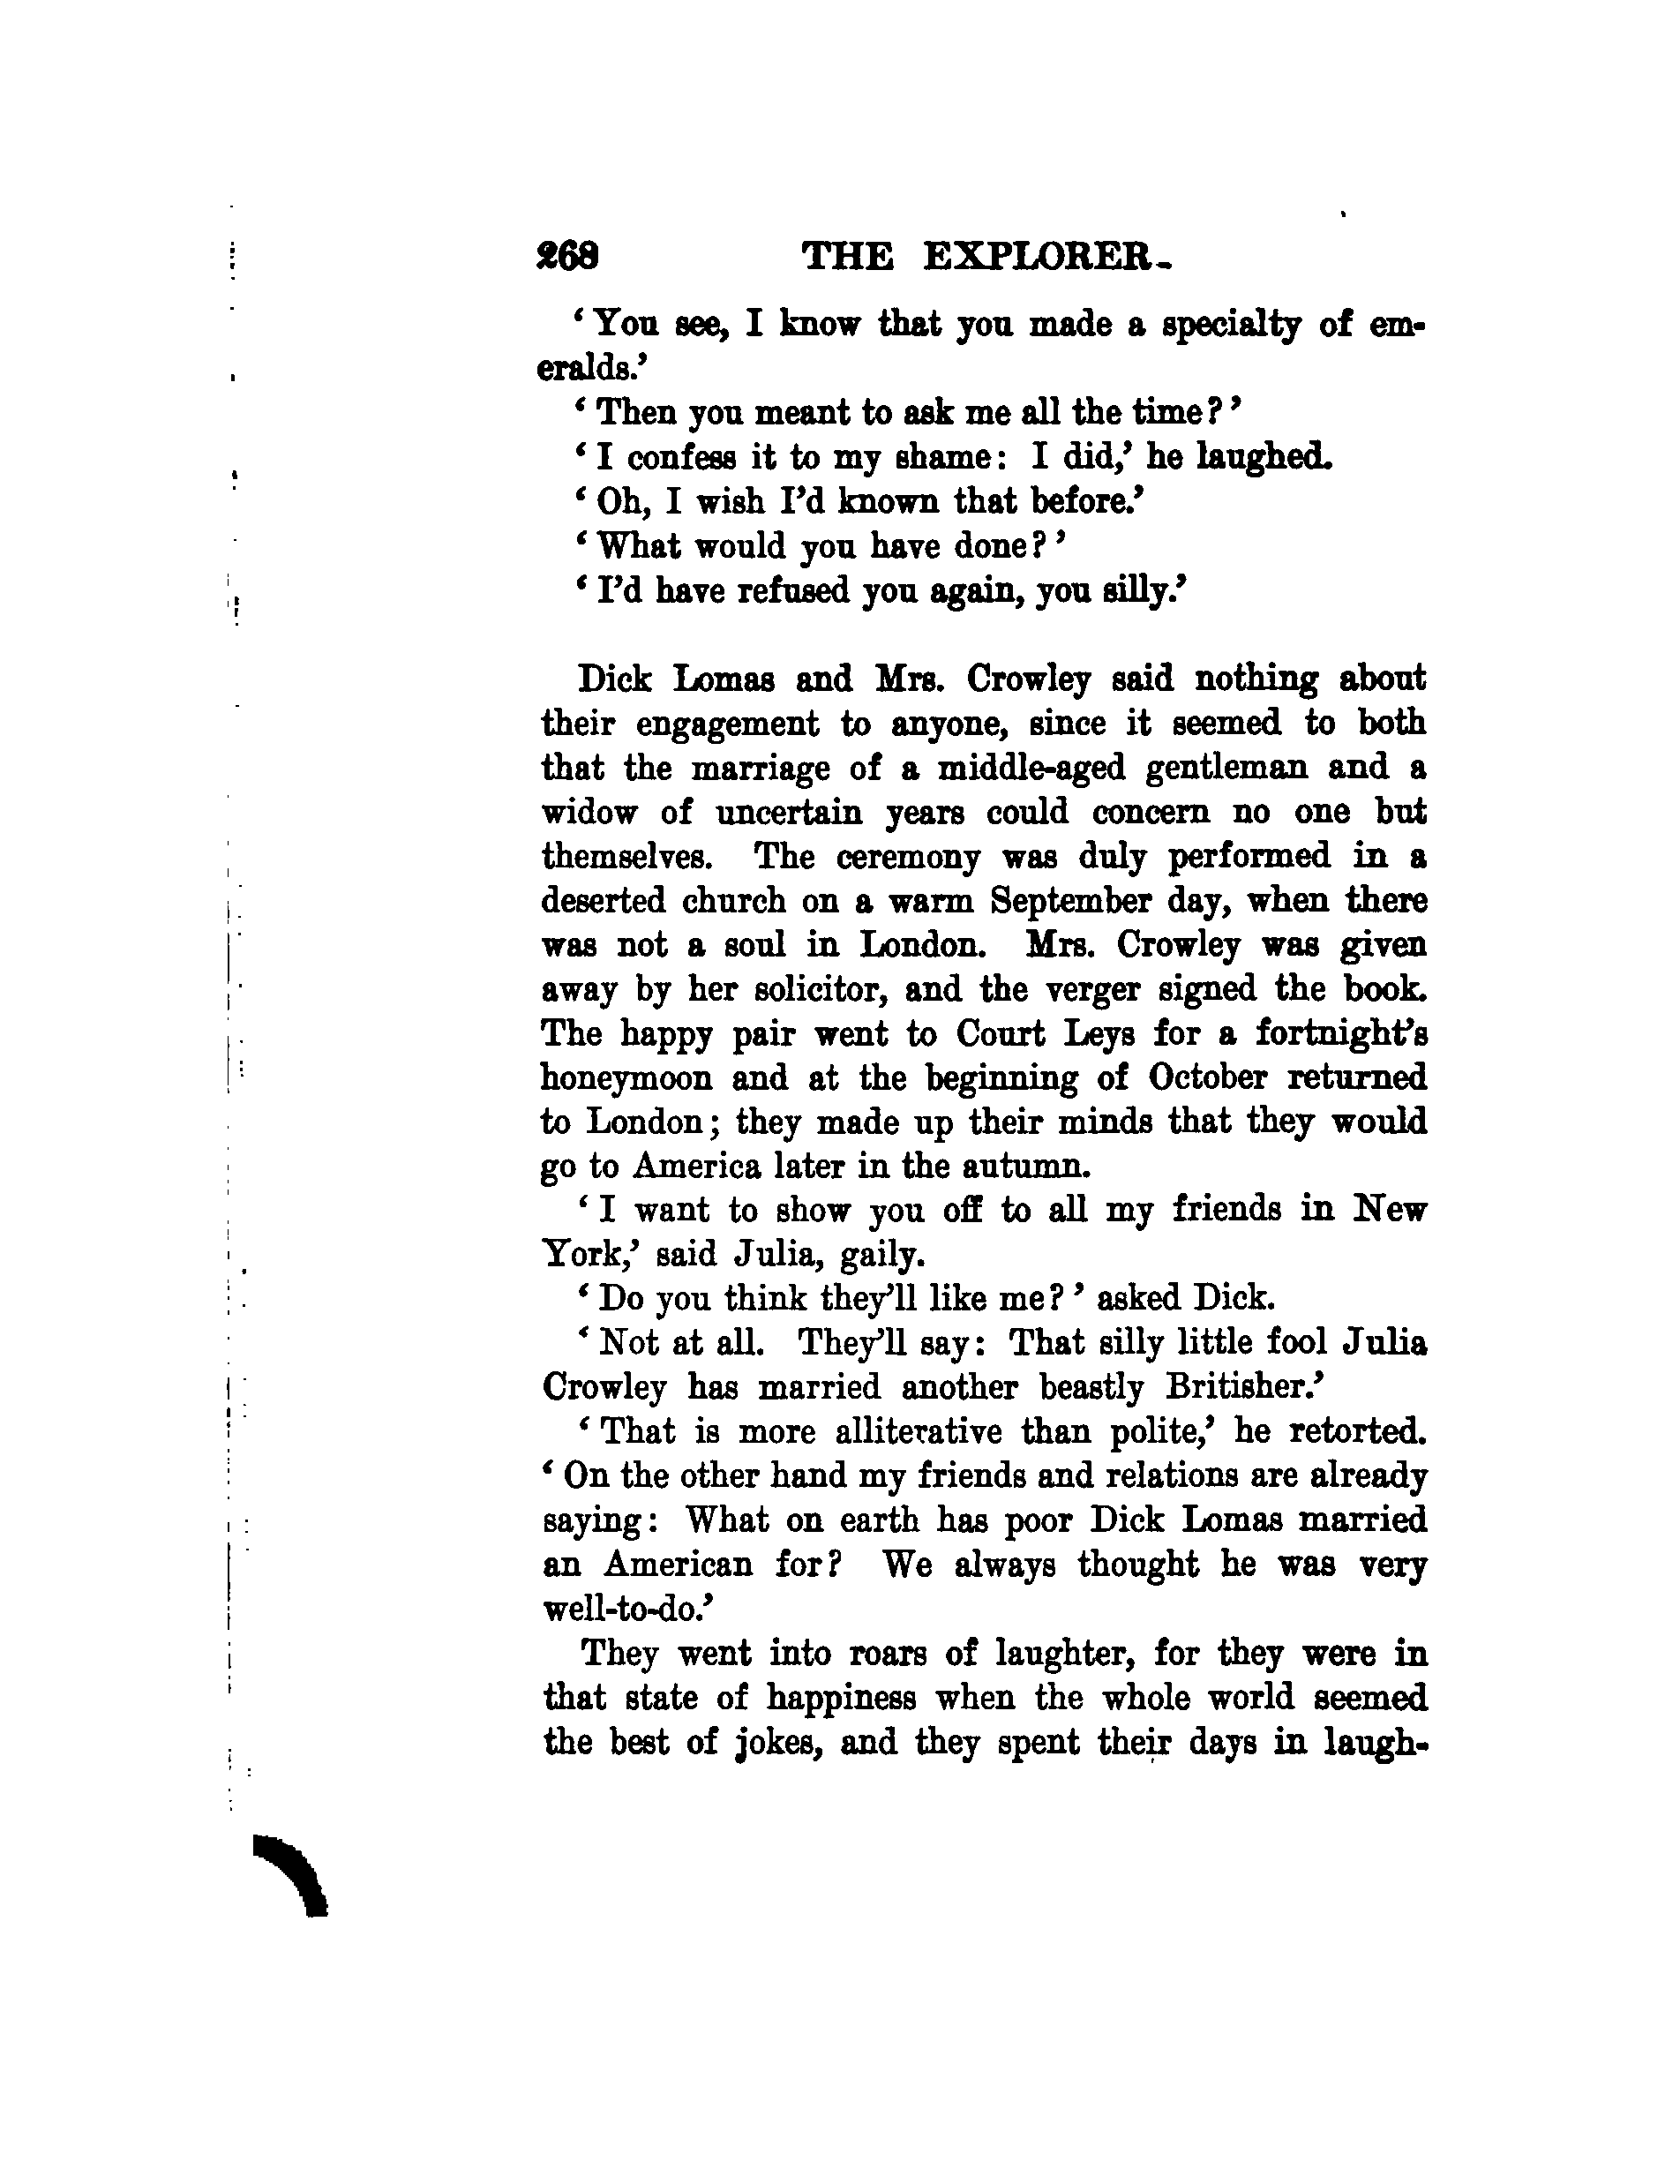 268 THE EXPLORER
‘ You see, I know that you made a specialty of em-
eralds.’
‘ Then you meant to ask me all the time? ’
‘ I confess it to my shame: I did,’ he laughed.
‘ Oh, I wish I’d known that before.’
‘ What would you have done? ’
‘ I’d have refused you again, you silly.’
Dick Lomas and Mrs. Crowley said nothing about
their engagement to anyone, since it seemed to both
that the marriage of a middle-aged gentleman and a
widow of uncertain years could concern no one but
themselves. The ceremony was duly performed in a
deserted church on a warm September day, when there
was not a soul in London. Mrs. Crowley was given
away by her solicitor, and the verger signed the book.
The happy pair went to Court Leys for a fortnight’s
honeymoon and at the beginning of October returned
to London; they made up their minds that they would
go to America later in the autumn.
‘ I want to show you off to all my friends in New
York,’ said Julia, gaily.
‘ Do you think they’ll like me? ’ asked Dick.
‘ Not at all. They’ll say: That silly little fool Julia
Crowley has married another beastly Britisher.’
‘ That is more alliterative than polite,’ he retorted.
‘ On the other hand my friends and relations are already
saying: What on earth has poor Dick Lomas married
an American for? We always thought he was very
well-to-do.’
They went into roars of laughter, for they were in
that state of happiness when the whole world seemed
the best of jokes, and they spent their days in laugh-